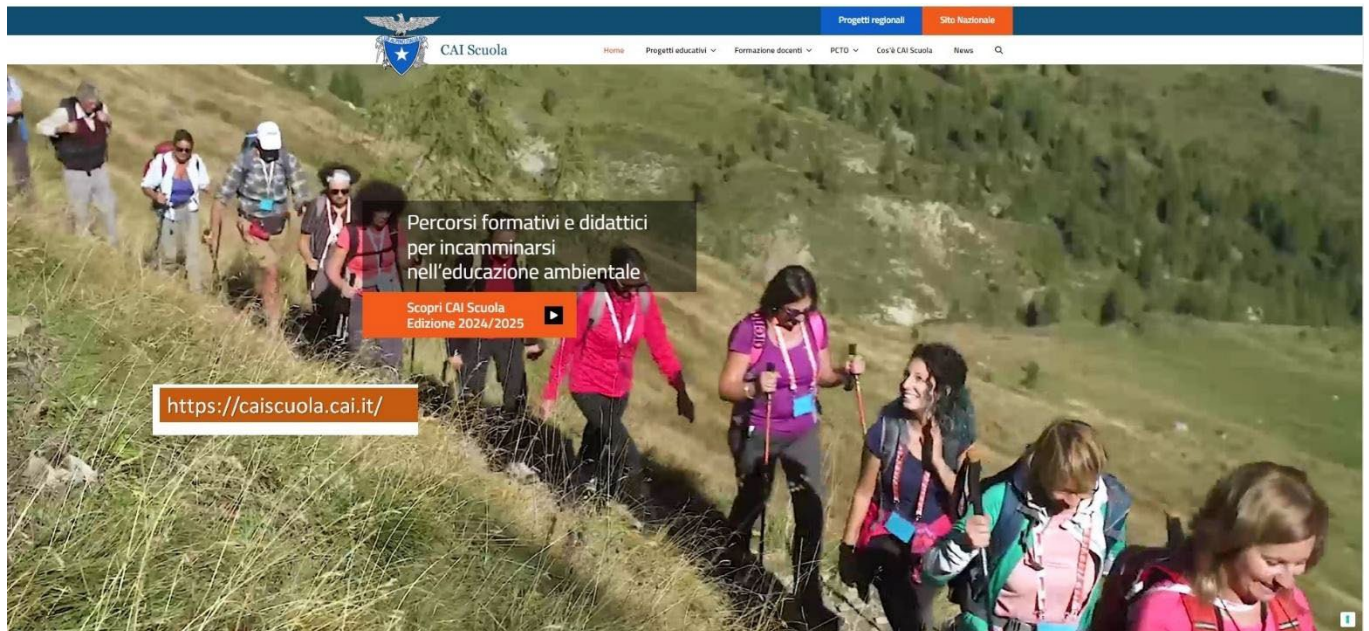 Progetti regionali
Sito Nazionale
CAI Scuola
Home
Progetti educativi
Formazione docenti
PCTO
Cos'è CAI Scuola
News
Percorsi formativi e didattici
per incamminarsi
nell'educazione ambientale
Scopri CAI Scuola
Edizione 2024/2025
https://caiscuola.cai.it/